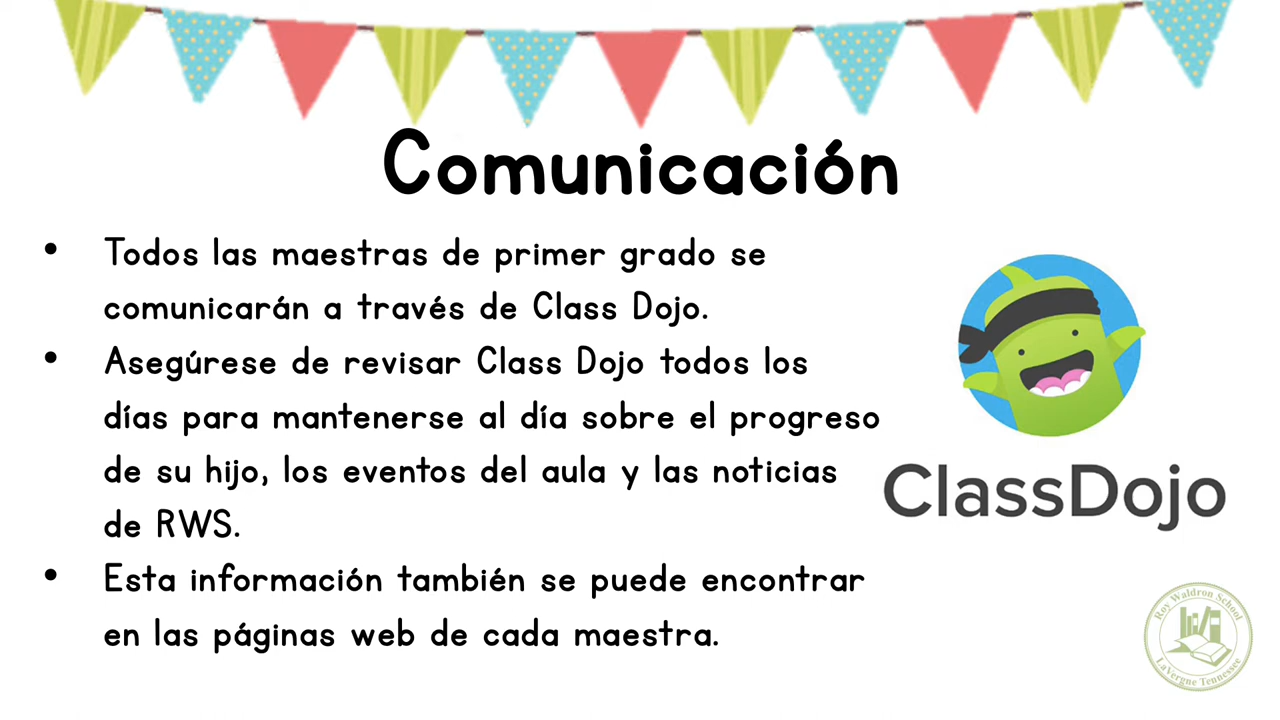 Comunicación
• Todos las maestras de primer grado se
comunicarán a través de Class Dojo.
• Asegúrese de revisar Class Dojo todos los
días para mantenerse al día sobre el progreso
de su hijo, los eventos del aula y las noticias
de RWS.
• Esta información también se puede encontrar
en las páginas web de cada maestra.
ClassDojo
Roy Waldron School
LaVergne Tennessee